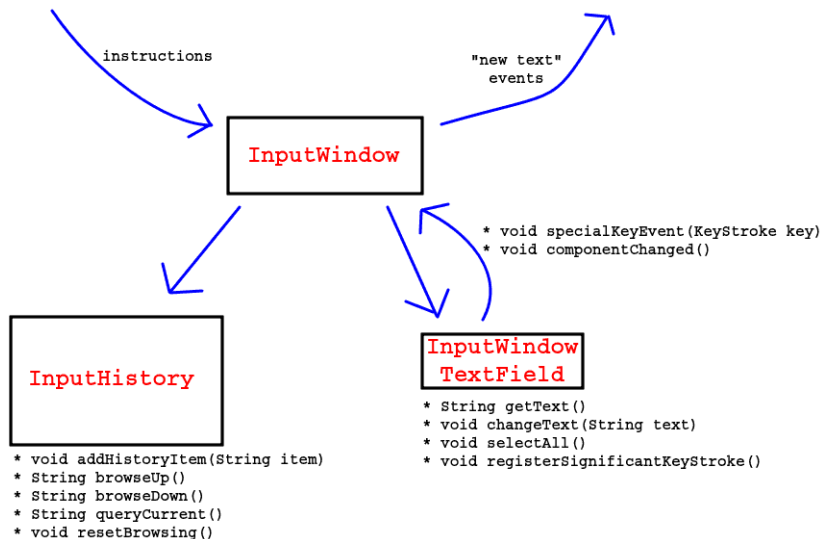 instructions
"new text"
events
InputWindow
* void specialKeyEvent(KeyStroke key)
* void componentChanged()
InputHistory
InputWindow
TextField
* String getText()
* void changeText(String text)
* void selectAll()
* void registerSignificantKeyStroke()
* void addHistoryItem(String item)
* String browseUp()
* String browseDown()
* String queryCurrent()
* void resetBrowsing()